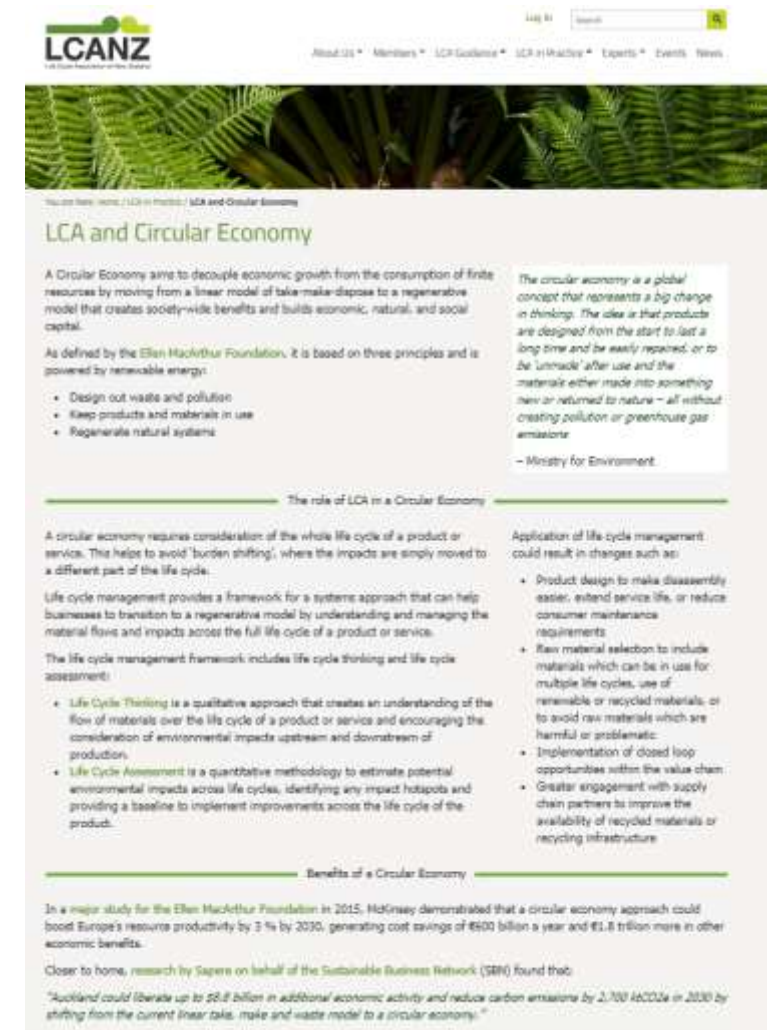 Log In
Search
LCANZ
Life Cycle Association of New Zealand
About Us
Members
LCA Guidance
LCA in Practice
Experts
Events
News
You are here: Home / LCA in Practice / LCA and Circular Economy
LCA and Circular Economy
A Circular Economy aims to decouple economic growth from the consumption of finite
resources by moving from a linear model of take-make-dispose to a regenerative
model that creates society-wide benefits and builds economic, natural, and social
capital.
As defined by the Ellen MacArthur Foundation, it is based on three principles and is
powered by renewable energy:
• Design out waste and pollution
• Keep products and materials in use
• Regenerate natural systems
The circular economy is a global
concept that represents a big change
in thinking. The idea is that products
are designed from the start to last a
long time and be easily repaired, or to
be 'unmade' after use and the
materials either made into something
new or returned to nature – all without
creating pollution or greenhouse gas
emissions
– Ministry for Environment
The role of LCA in a Circular Economy
A circular economy requires consideration of the whole life cycle of a product or
service. This helps to avoid 'burden shifting', where the impacts are simply moved to
a different part of the life cycle.
Life cycle management provides a framework for a systems approach that can help
businesses to transition to a regenerative model by understanding and managing the
material flows and impacts across the full life cycle of a product or service.
The life cycle management framework includes life cycle thinking and life cycle
assessment:
• Life Cycle Thinking is a qualitative approach that creates an understanding of the
flow of materials over the life cycle of a product or service and encouraging the
consideration of environmental impacts upstream and downstream of
production.
• Life Cycle Assessment is a quantitative methodology to estimate potential
environmental impacts across life cycles, identifying any impact hotspots and
providing a baseline to implement improvements across the life cycle of the
product.
Application of life cycle management
could result in changes such as:
• Product design to make disassembly
easier, extend service life, or reduce
consumer maintenance
requirements
• Raw material selection to include
materials which can be in use for
multiple life cycles, use of
renewable or recycled materials, or
to avoid raw materials which are
harmful or problematic
• Implementation of closed loop
opportunities within the value chain
• Greater engagement with supply
chain partners to improve the
availability of recycled materials or
recycling infrastructure
Benefits of a Circular Economy
In a major study for the Ellen MacArthur Foundation in 2015, McKinsey demonstrated that a circular economy approach could
boost Europe's resource productivity by 3 % by 2030, generating cost savings of €600 billion a year and €1.8 trillion more in other
economic benefits.
Closer to home, research by Sapere on behalf of the Sustainable Business Network (SBN) found that:
"Auckland could liberate up to $8.8 billion in additional economic activity and reduce carbon emissions by 2,700 ktCO2e in 2030 by
shifting from the current linear take, make and waste model to a circular economy."